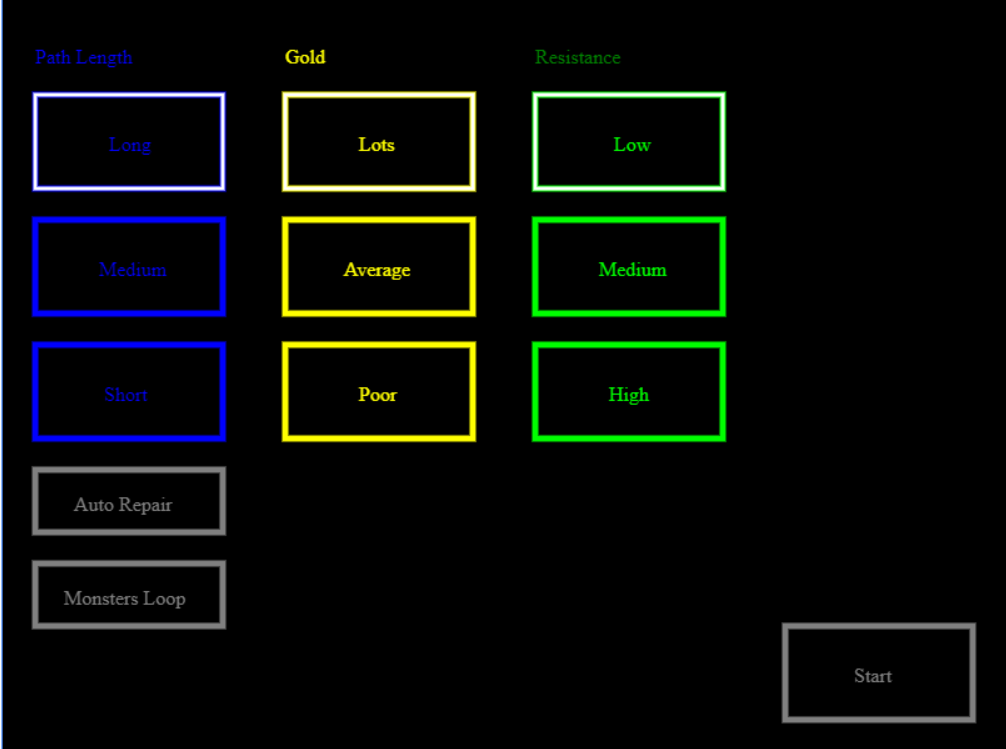 Path Length
Gold
Resistance
Long
Lots
Low
Medium
Average
Medium
Short
Poor
High
Auto Repair
Monsters Loop
Start